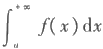 ∫_a^{+∞} f(x)dx